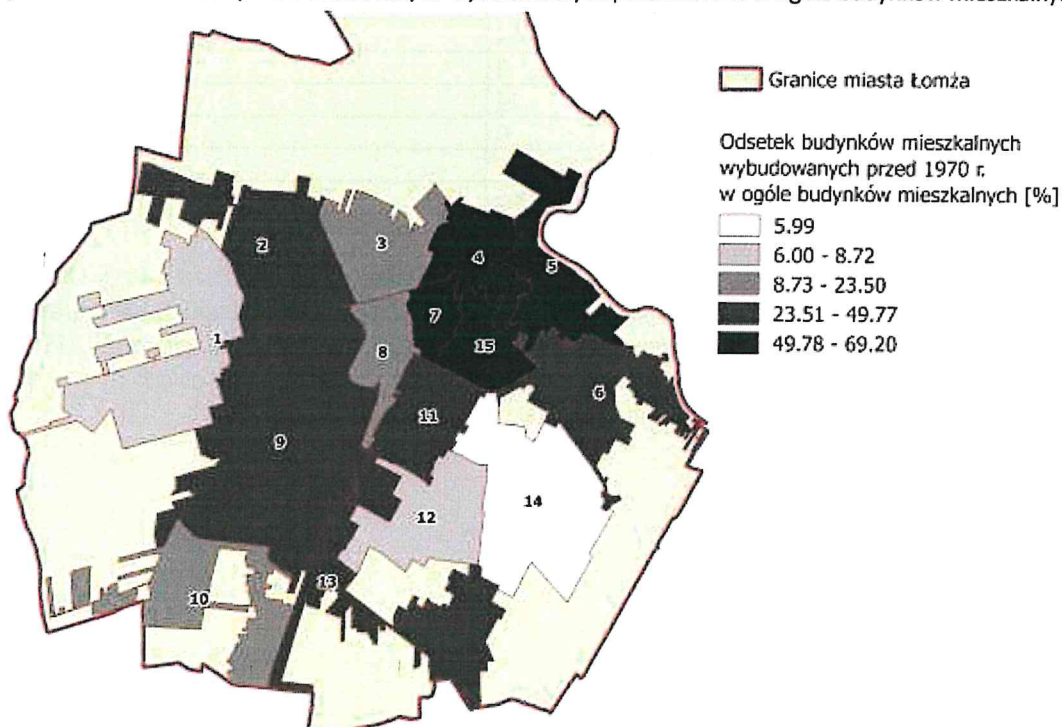 budynków mieszkalnych
Granice miasta Łomża
Odsetek budynków mieszkalnych
wybudowanych przed 1970 r.
w ogóle budynków mieszkalnych [%]
5.99
6.00 - 8.72
8.73 - 23.50
23.51 - 49.77
49.78 - 69.20
2
3
4
5
7
1
8
15
6
11
9
14
12
13
10